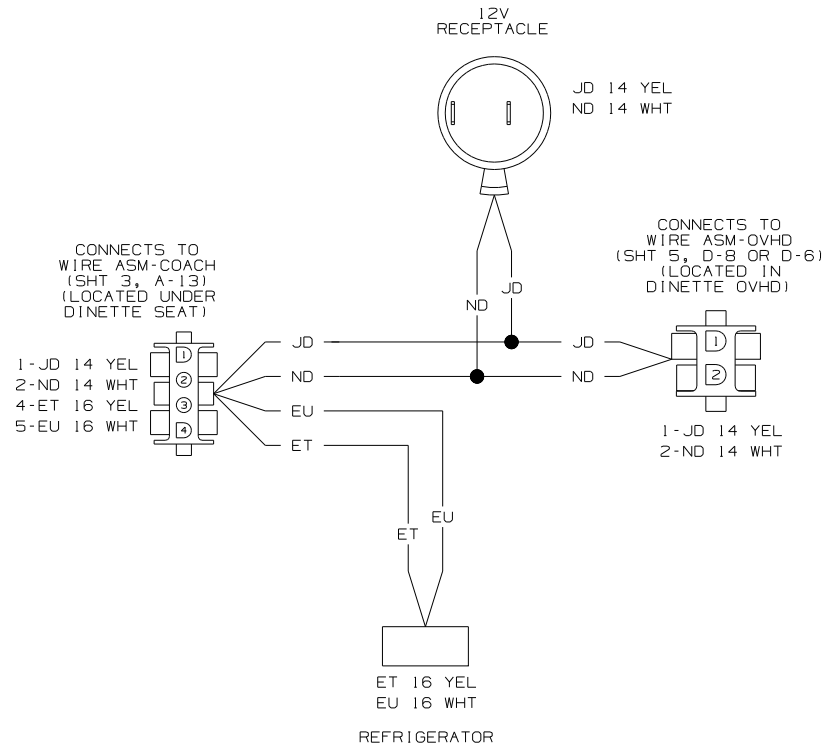 12V
RECEPTACLE
JD 14 YEL
ND 14 WHT
CONNECTS TO
WIRE ASM-OVHD
(SHT 5, D-8 OR D-6)
(LOCATED IN
DINETTE OVHD)
CONNECTS TO
WIRE ASM-COACH
(SHT 3, A-13)
(LOCATED UNDER
DINETTE SEAT)
1-JD 14 YEL
2-ND 14 WHT
4-ET 16 YEL
5-EU 16 WHT
1
2
3
4
JD
ND
EU
ET
ND
JD
JD
ND
1
2
1-JD 14 YEL
2-ND 14 WHT
ET
EU
ET 16 YEL
EU 16 WHT
REFRIGERATOR